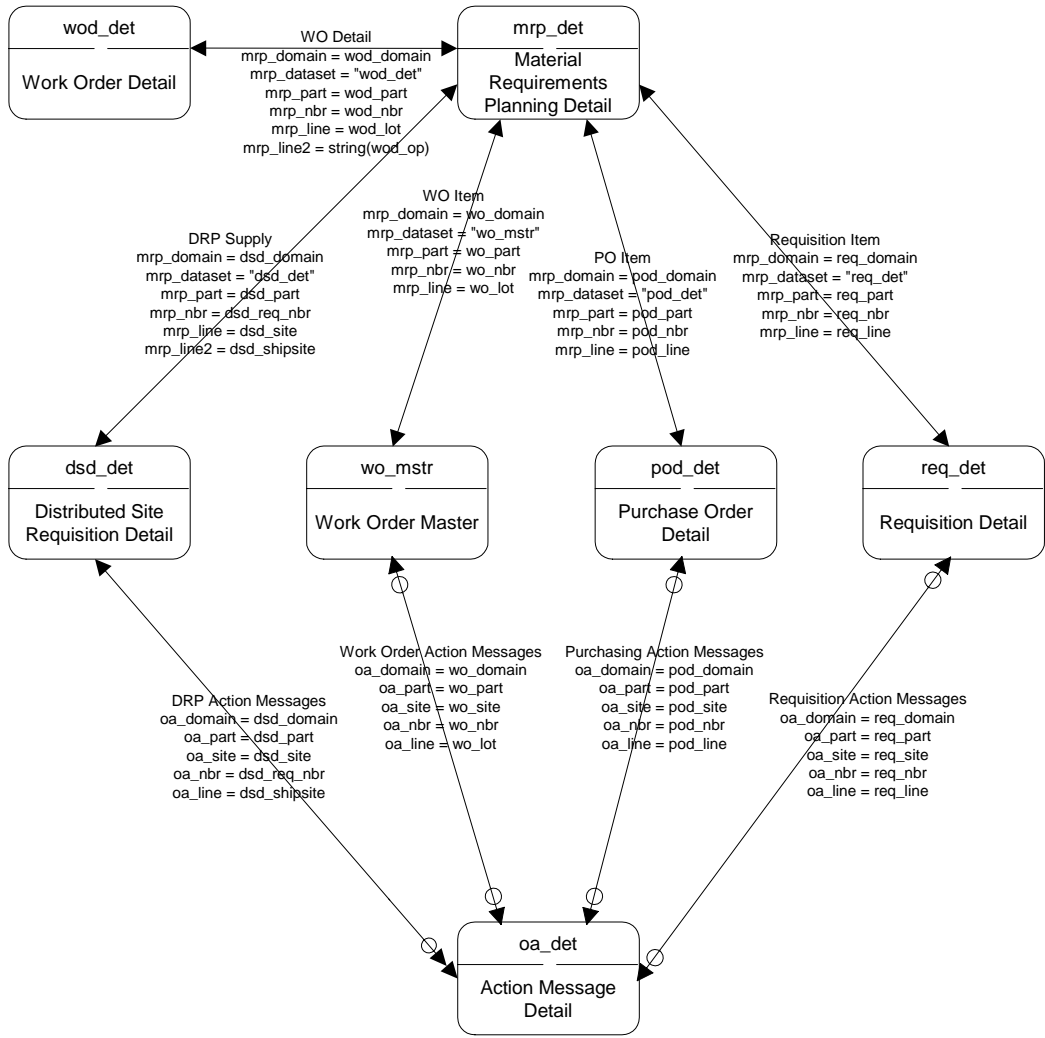 wod_det
Work Order Detail
WO Detail
mrp_domain = wod_domain
mrp_dataset = "wod_det"
mrp_part = wod_part
mrp_nbr = wod_nbr
mrp_line = wod_lot
mrp_line2 = string(wod_op)
mrp_det
Material
Requirements
Planning Detail
DRP Supply
mrp_domain = dsd_domain
mrp_dataset = "dsd_det"
mrp_part = dsd_part
mrp_nbr = dsd_req_nbr
mrp_line = dsd_site
mrp_line2 = dsd_shipsite
WO Item
mrp_domain = wo_domain
mrp_dataset = "wo_mstr"
mrp_part = wo_part
mrp_nbr = wo_nbr
mrp_line = wo_lot
PO Item
mrp_domain = pod_domain
mrp_dataset = "pod_det"
mrp_part = pod_part
mrp_nbr = pod_nbr
mrp_line = pod_line
Requisition Item
mrp_domain = req_domain
mrp_dataset = "req_det"
mrp_part = req_part
mrp_nbr = req_nbr
mrp_line = req_line
dsd_det
Distributed Site
Requisition Detail
wo_mstr
Work Order Master
pod_det
Purchase Order
Detail
req_det
Requisition Detail
DRP Action Messages
oa_domain = dsd_domain
oa_part = dsd_part
oa_site = dsd_site
oa_nbr = dsd_req_nbr
oa_line = dsd_shipsite
Work Order Action Messages
oa_domain = wo_domain
oa_part = wo_part
oa_site = wo_site
oa_nbr = wo_nbr
oa_line = wo_lot
Purchasing Action Messages
oa_domain = pod_domain
oa_part = pod_part
oa_site = pod_site
oa_nbr = pod_nbr
oa_line = pod_line
Requisition Action Messages
oa_domain = req_domain
oa_part = req_part
oa_site = req_site
oa_nbr = req_nbr
oa_line = req_line
oa_det
Action Message
Detail